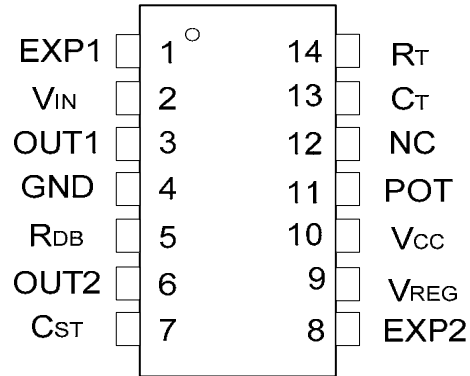 EXP1 1 14 RT
VIN 2 13 CT
OUT1 3 12 NC
GND 4 11 POT
RDB 5 10 VCC
OUT2 6 9 VREG
CST 7 8 EXP2